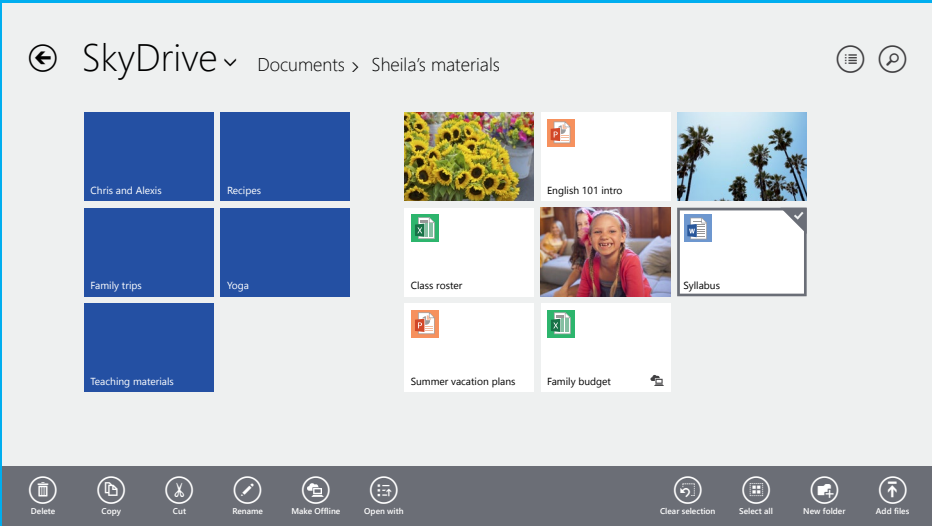 SkyDrive
Documents > Sheila's materials
Chris and Alexis
Recipes
English 101 intro
Family trips
Yoga
Class roster
Syllabus
Teaching materials
Summer vacation plans
Family budget
Delete
Copy
Cut
Rename
Make Offline
Open with
Clear selection
Select all
New folder
Add files